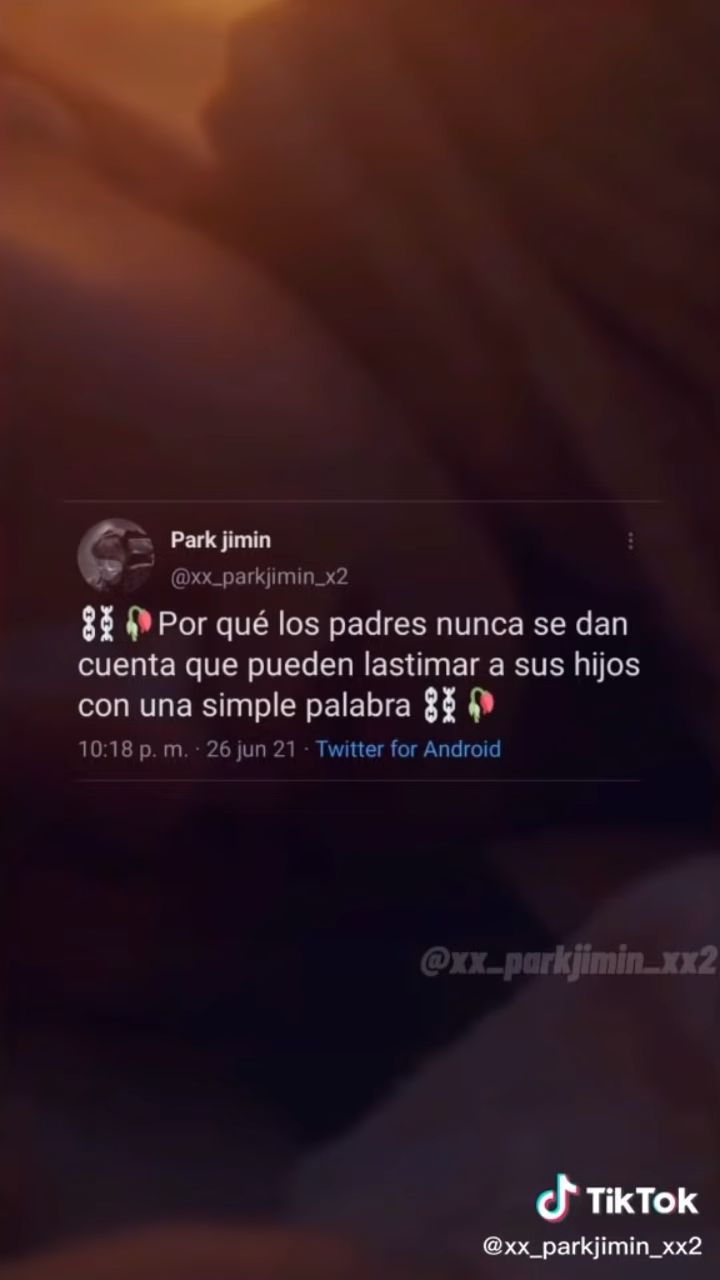 Park jimin
@xx_parkjimin_x2
⛓️🥀Por qué los padres nunca se dan
cuenta que pueden lastimar a sus hijos
con una simple palabra ⛓️🥀
10:18 p. m. · 26 jun 21 · Twitter for Android
@xx_parkjimin_xx2
TikTok
@xx_parkjimin_xx2